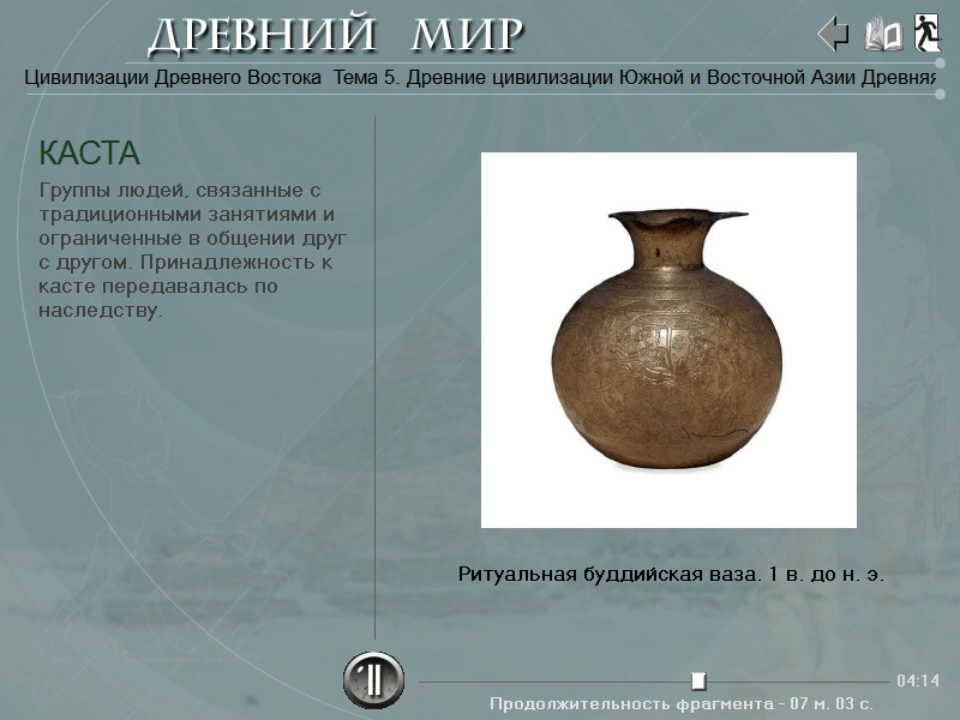 ДРЕВНИЙ МИР
Цивилизации Древнего Востока Тема 5. Древние цивилизации Южной и Восточной Азии Древняя
КАСТА
Группы людей, связанные с
традиционными занятиями и
ограниченные в общении друг
с другом. Принадлежность к
касте передавалась по
наследству.
Ритуальная буддийская ваза. 1 в. до н. э.
04:14
Продолжительность фрагмента - 07 м. 03 с.